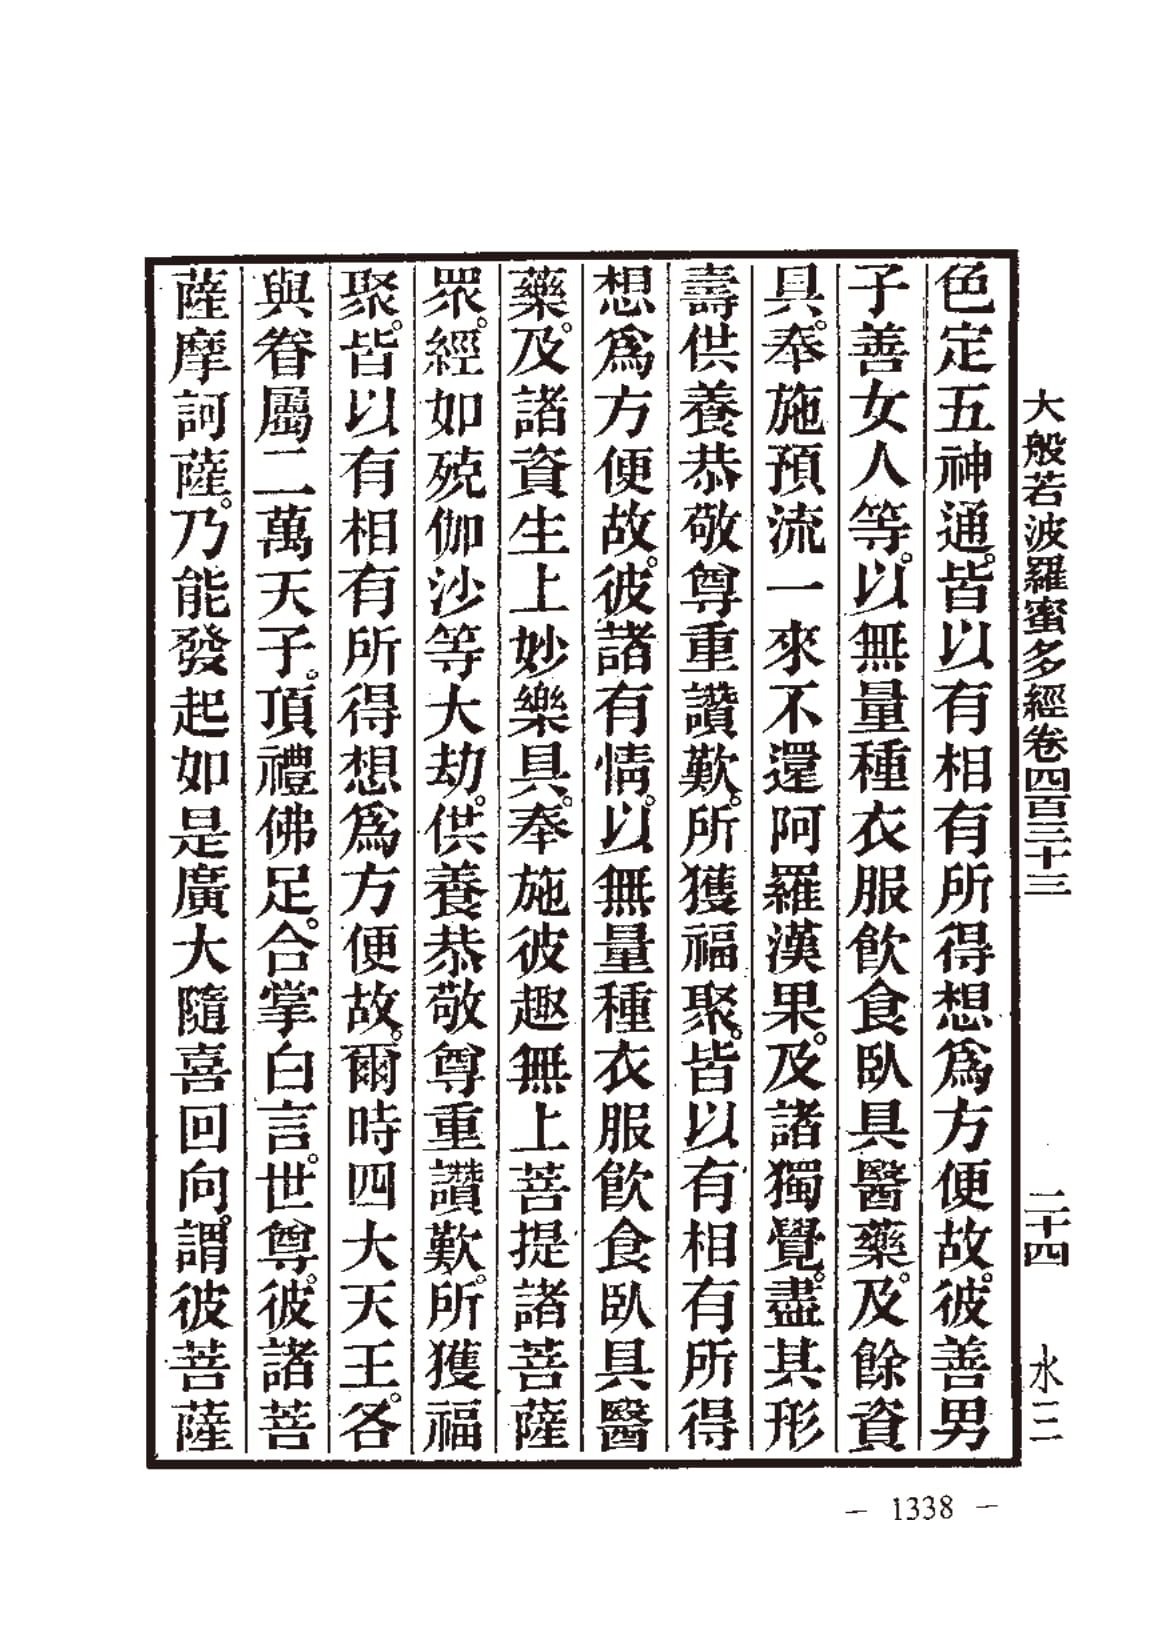 大般若波羅蜜多經卷四百三十三 二十四 水三
色定五神通。皆以有相有所得想爲方便故。彼善男
子善女人等。以無量種衣服飲食臥具醫藥。及餘資
具。奉施預流一來不還阿羅漢果。及諸獨覺。盡其形
壽供養恭敬尊重讚歎。所獲福聚。皆以有相有所得
想爲方便故。彼諸有情。以無量種衣服飲食臥具醫
藥。及諸資生上妙樂具。奉施彼趣無上菩提諸菩薩
眾。經如殑伽沙等大劫。供養恭敬尊重讚歎。所獲福
聚。皆以有相有所得想爲方便故。爾時四大天王。各
與眷屬二萬天子。頂禮佛足。合掌白言。世尊。彼諸菩
薩摩訶薩。乃能發起如是廣大隨喜回向。謂彼菩薩
— 1338 —